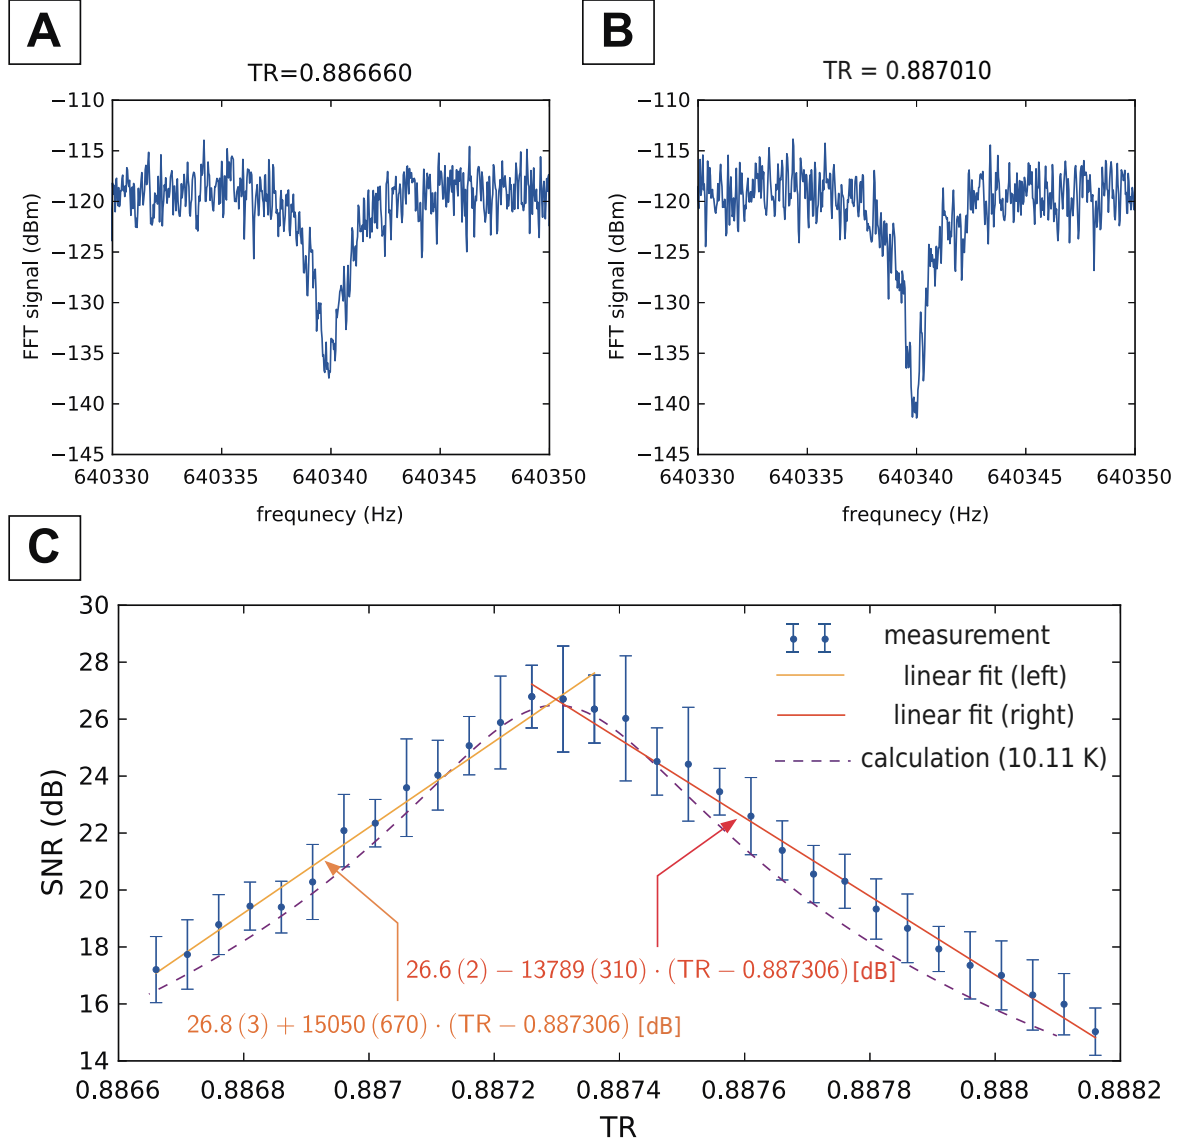 A
B
TR=0.886660
TR = 0.887010
−110
−115
−120
−125
−130
−135
−140
−145
FFT signal (dBm)
640330 640335 640340 640345 640350
frequnecy (Hz)
−110
−115
−120
−125
−130
−135
−140
−145
FFT signal (dBm)
640330 640335 640340 640345 640350
frequnecy (Hz)
C
30
28
26
24
22
20
18
16
14
SNR (dB)
measurement
linear fit (left)
linear fit (right)
calculation (10.11 K)
26.6 (2) − 13789 (310) · (TR − 0.887306) [dB]
26.8 (3) + 15050 (670) · (TR − 0.887306) [dB]
0.8866 0.8868 0.887 0.8872 0.8874 0.8876 0.8878 0.888 0.8882
TR